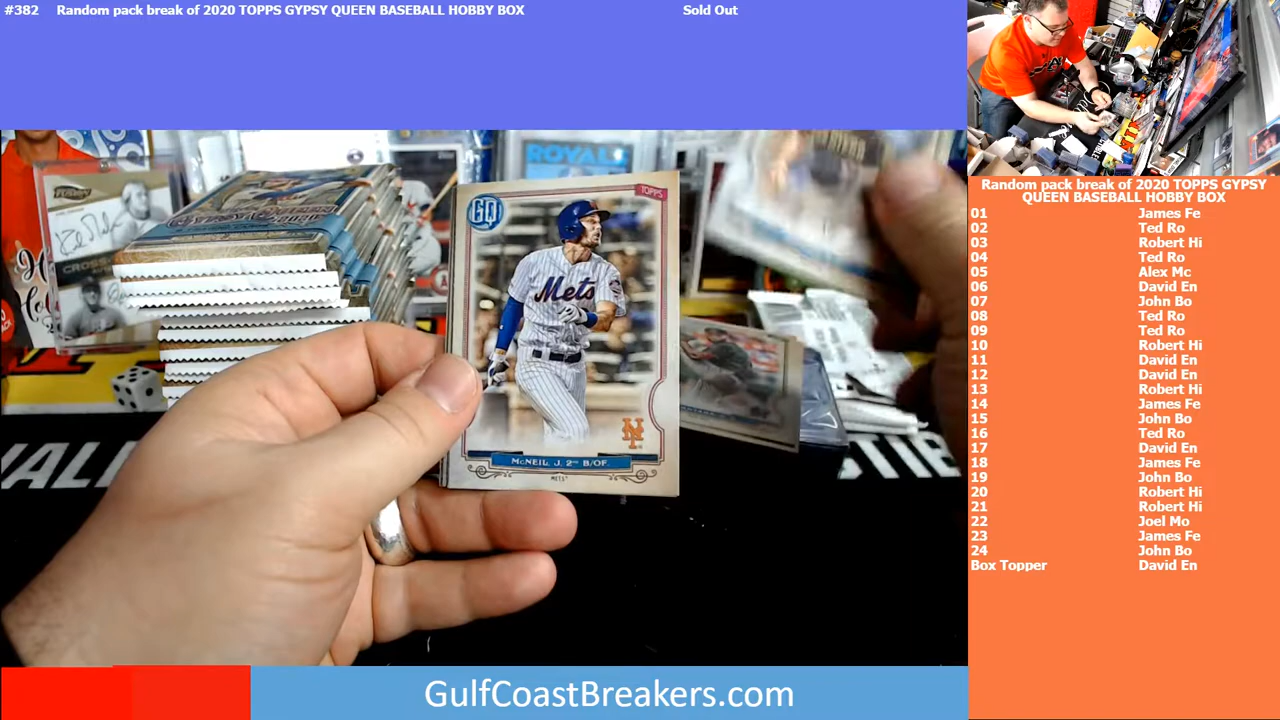 #382 Random pack break of 2020 TOPPS GYPSY QUEEN BASEBALL HOBBY BOX Sold Out
Random pack break of 2020 TOPPS GYPSY
QUEEN BASEBALL HOBBY BOX
01 James Fe
02 Ted Ro
03 Robert Hi
04 Ted Ro
05 Alex Mc
06 David En
07 John Bo
08 Ted Ro
09 Ted Ro
10 Robert Hi
11 David En
12 David En
13 Robert Hi
14 James Fe
15 John Bo
16 Ted Ro
17 David En
18 James Fe
19 John Bo
20 Robert Hi
21 Robert Hi
22 Joel Mo
23 James Fe
24 John Bo
Box Topper David En
ROYALS
TOPPS
GQ
Mets
McNEIL, J. 2ND B/OF.
METS
NY
GulfCoastBreakers.com